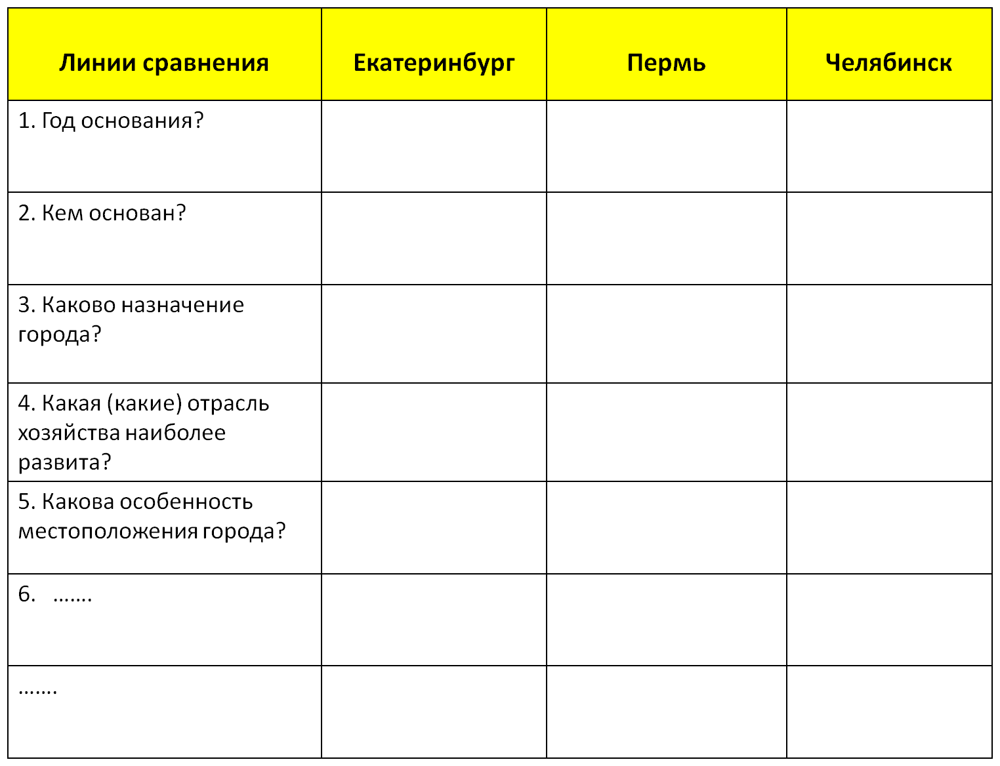 Линии сравнения
Екатеринбург
Пермь
Челябинск
1. Год основания?
2. Кем основан?
3. Каково назначение
города?
4. Какая (какие) отрасль
хозяйства наиболее
развита?
5. Какова особенность
местоположения города?
6. …….
…….